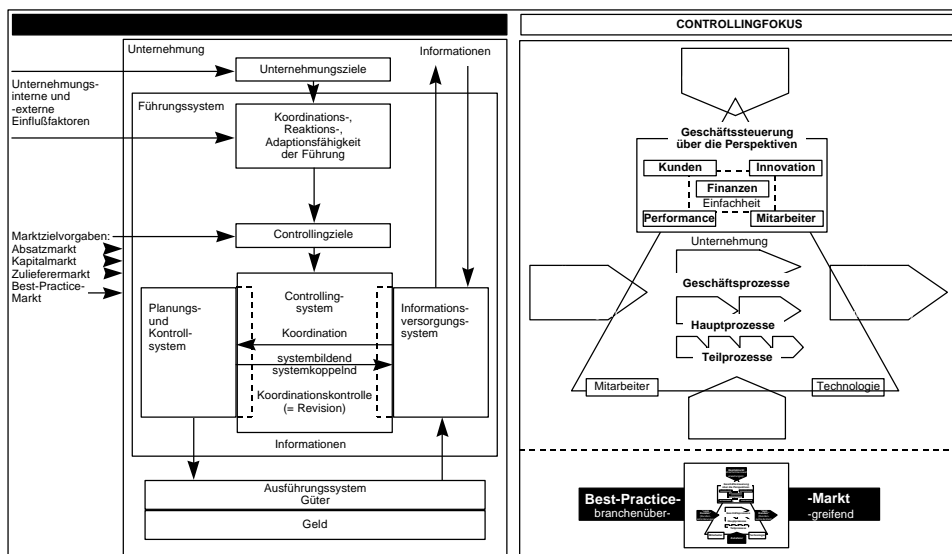 CONTROLLINGFOKUS
Unternehmung
Informationen
Unternehmungsziele
Unternehmungs-
interne und
-externe
Einflußfaktoren
Führungssystem
Koordinations-,
Reaktions-,
Adaptionsfähigkeit
der Führung
Marktzielvorgaben:
Absatzmarkt
Kapitalmarkt
Zuliefermarkt
Best-Practice-
Markt
Controllingziele
Planungs-
und
Kontroll-
system
Controlling-
system
Koordination
systembildend
systemkoppelnd
Koordinationskontrolle
(= Revision)
Informations-
versorgungs-
system
Informationen
Ausführungssystem
Güter
Geld
Geschäftssteuerung
über die Perspektiven
Kunden
Innovation
Finanzen
Einfachheit
Performance
Mitarbeiter
Unternehmung
Geschäftsprozesse
Hauptprozesse
Teilprozesse
Mitarbeiter
Technologie
Best-Practice-
branchenüber-
-Markt
-greifend